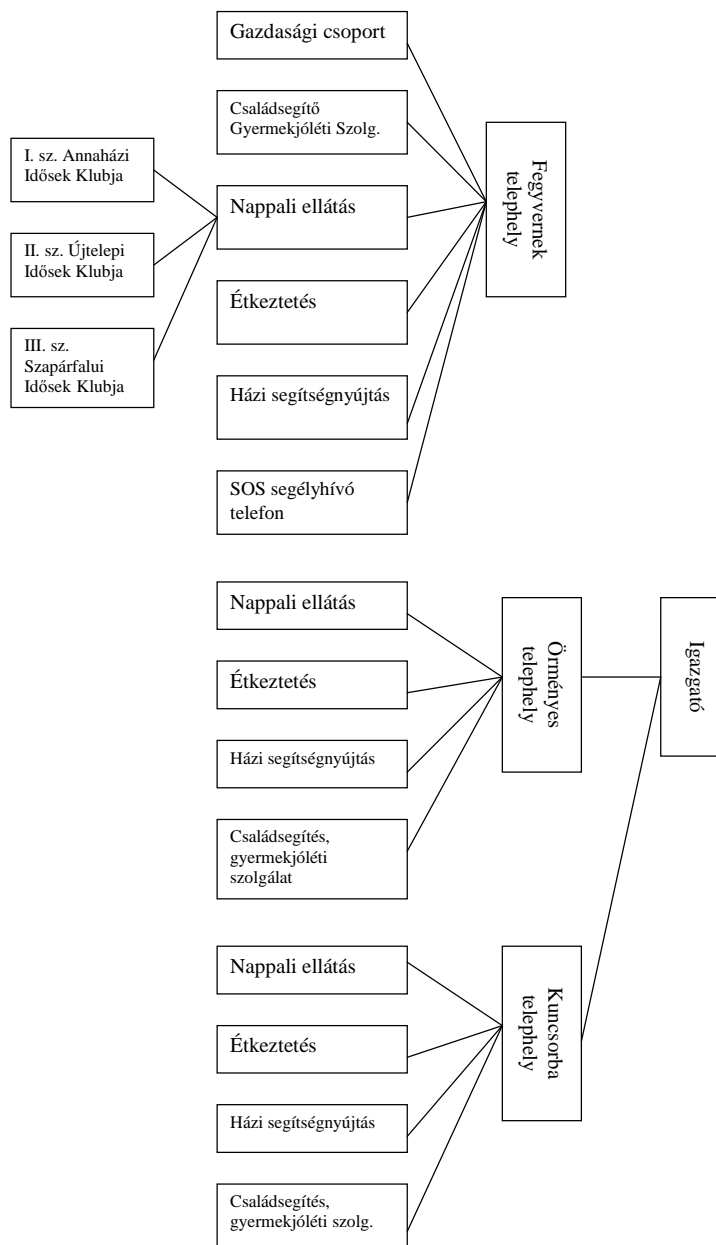 Gazdasági csoport
Családsegítő
Gyermekjóléti Szolg.
I. sz. Annaházi
Idősek Klubja
Nappali ellátás
II. sz. Újtelepi
Idősek Klubja
Étkeztetés
III. sz.
Szapárfalui
Idősek Klubja
Házi segítségnyújtás
SOS segélyhívó
telefon
Fegyvernek
telephely
Nappali ellátás
Étkeztetés
Házi segítségnyújtás
Családsegítés,
gyermekjóléti
szolgálat
Örményes
telephely
Igazgató
Nappali ellátás
Étkeztetés
Házi segítségnyújtás
Családsegítés,
gyermekjóléti szolg.
Kuncsorba
telephely